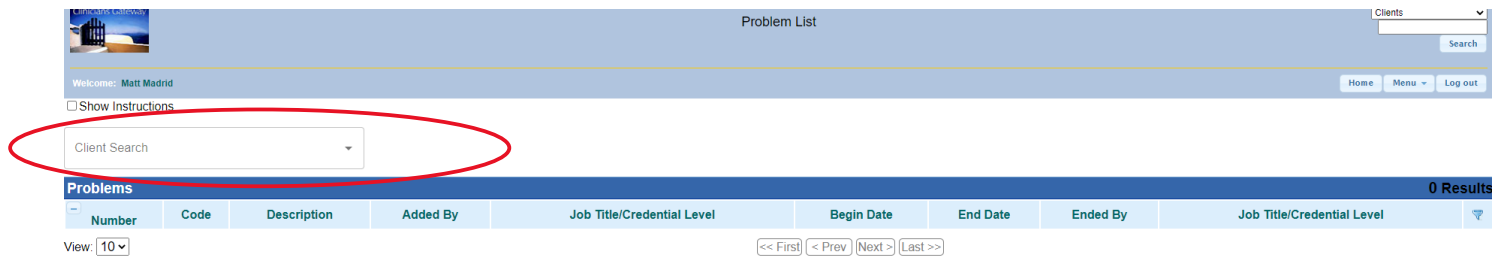 Clinicians Gateway
Problem List
Clients
Search
Welcome: Matt Madrid
Home Menu Log out
Show Instructions
Client Search
Problems 0 Results
Number Code Description Added By Job Title/Credential Level Begin Date End Date Ended By Job Title/Credential Level
View: 10 << First < Prev Next > Last >>